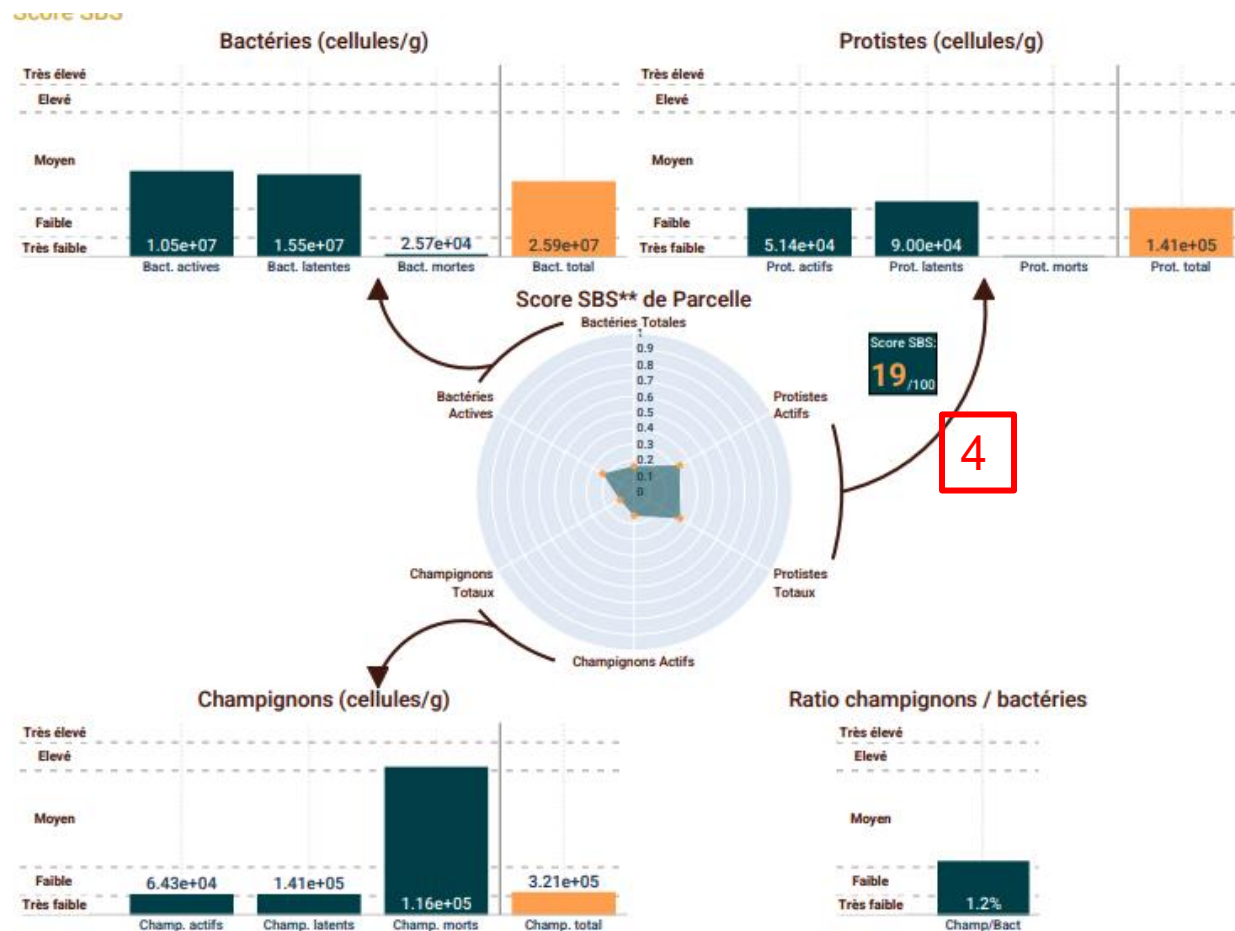 Score SBS
Bactéries (cellules/g)
Très élevé
Elevé
Moyen
Faible
Très faible
1.05e+07
1.55e+07
2.57e+04
2.59e+07
Bact. actives
Bact. latentes
Bact. mortes
Bact. total
Protistes (cellules/g)
Très élevé
Elevé
Moyen
Faible
Très faible
5.14e+04
9.00e+04
1.41e+05
Prot. actifs
Prot. latents
Prot. morts
Prot. total
Score SBS** de Parcelle
Bactéries Totales
1
0.9
0.8
0.7
0.6
0.5
0.4
0.3
0.2
0.1
0
Bactéries
Actives
Protistes
Actifs
Score SBS:
19/100
4
Champignons
Totaux
Protistes
Totaux
Champignons Actifs
Champignons (cellules/g)
Très élevé
Elevé
Moyen
Faible
Très faible
6.43e+04
1.41e+05
1.16e+05
3.21e+05
Champ. actifs
Champ. latents
Champ. morts
Champ. total
Ratio champignons / bactéries
Très élevé
Elevé
Moyen
Faible
Très faible
1.2%
Champ/Bact